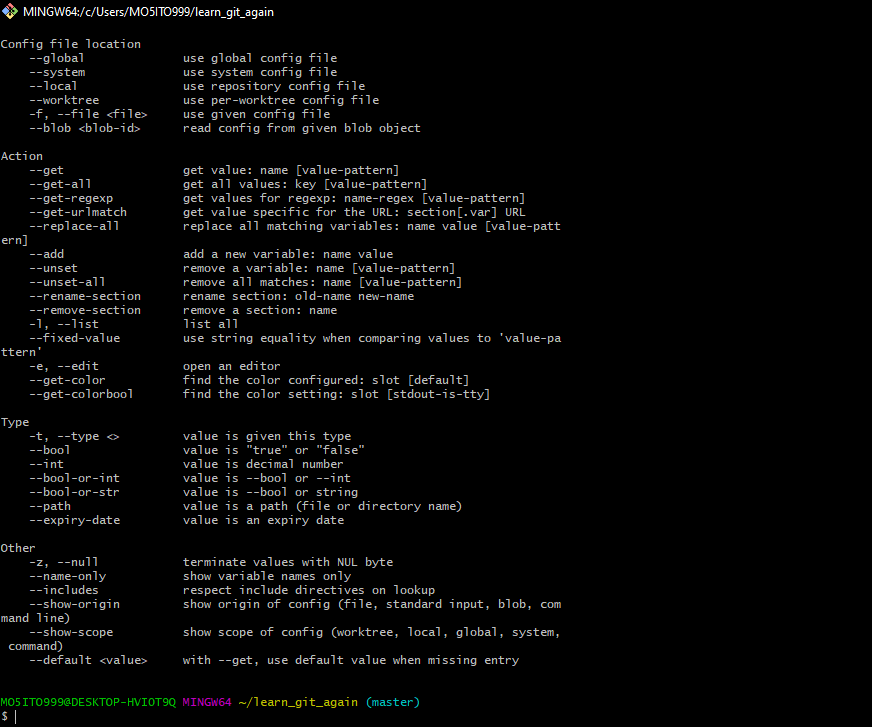 MINGW64:/c/Users/MO5ITO999/learn_git_again
Config file location
    --global              use global config file
    --system              use system config file
    --local               use repository config file
    --worktree            use per-worktree config file
    -f, --file <file>     use given config file
    --blob <blob-id>      read config from given blob object
Action
    --get                 get value: name [value-pattern]
    --get-all             get all values: key [value-pattern]
    --get-regexp          get values for regexp: name-regex [value-pattern]
    --get-urlmatch        get value specific for the URL: section[.var] URL
    --replace-all         replace all matching variables: name value [value-patt
ern]
    --add                 add a new variable: name value
    --unset               remove a variable: name [value-pattern]
    --unset-all           remove all matches: name [value-pattern]
    --rename-section      rename section: old-name new-name
    --remove-section      remove a section: name
    -l, --list            list all
    --fixed-value         use string equality when comparing values to 'value-pa
ttern'
    -e, --edit            open an editor
    --get-color           find the color configured: slot [default]
    --get-colorbool       find the color setting: slot [stdout-is-tty]
Type
    -t, --type <>         value is given this type
    --bool                value is "true" or "false"
    --int                 value is decimal number
    --bool-or-int         value is --bool or --int
    --bool-or-str         value is --bool or string
    --path                value is a path (file or directory name)
    --expiry-date         value is an expiry date
Other
    -z, --null            terminate values with NUL byte
    --name-only           show variable names only
    --includes            respect include directives on lookup
    --show-origin         show origin of config (file, standard input, blob, com
mand line)
    --show-scope          show scope of config (worktree, local, global, system,
 command)
    --default <value>     with --get, use default value when missing entry
MO5ITO999@DESKTOP-HVIOT9Q MINGW64 ~/learn_git_again (master)
$